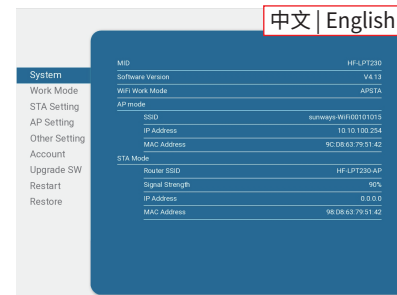 中文 | English
System
Work Mode
STA Setting
AP Setting
Other Setting
Account
Upgrade SW
Restart
Restore
MID HF-LPT230
Software Version V4.13
WiFi Work Mode APSTA
AP mode
SSID sunways-WiFi00101015
IP Address 10.10.100.254
MAC Address 9C:D8:63:79:51:42
STA Mode
Router SSID HF-LPT230-AP
Signal Strength 90%
IP Address 0.0.0.0
MAC Address 98:D8:63:79:51:42